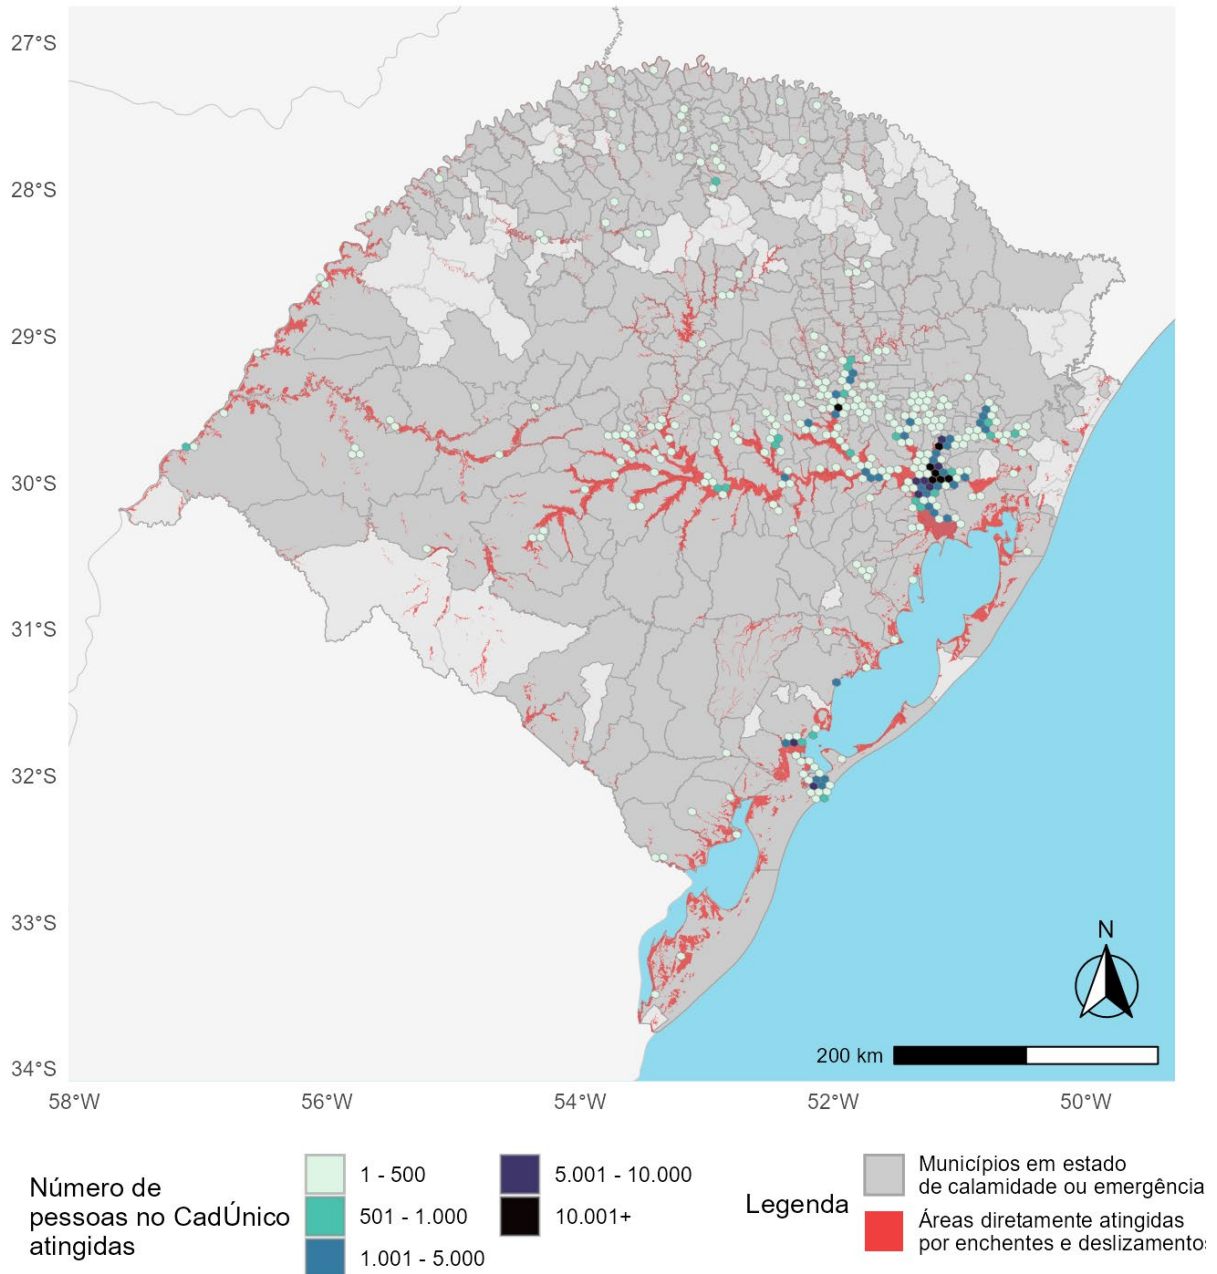 27°S
28°S
29°S
30°S
31°S
32°S
33°S
34°S
N
200 km
58°W
56°W
54°W
52°W
50°W
Número de
pessoas no CadÚnico
atingidas
1 - 500
501 - 1.000
1.001 - 5.000
5.001 - 10.000
10.001+
Legenda
Municípios em estado
de calamidade ou emergência
Áreas diretamente atingidas
por enchentes e deslizamentos